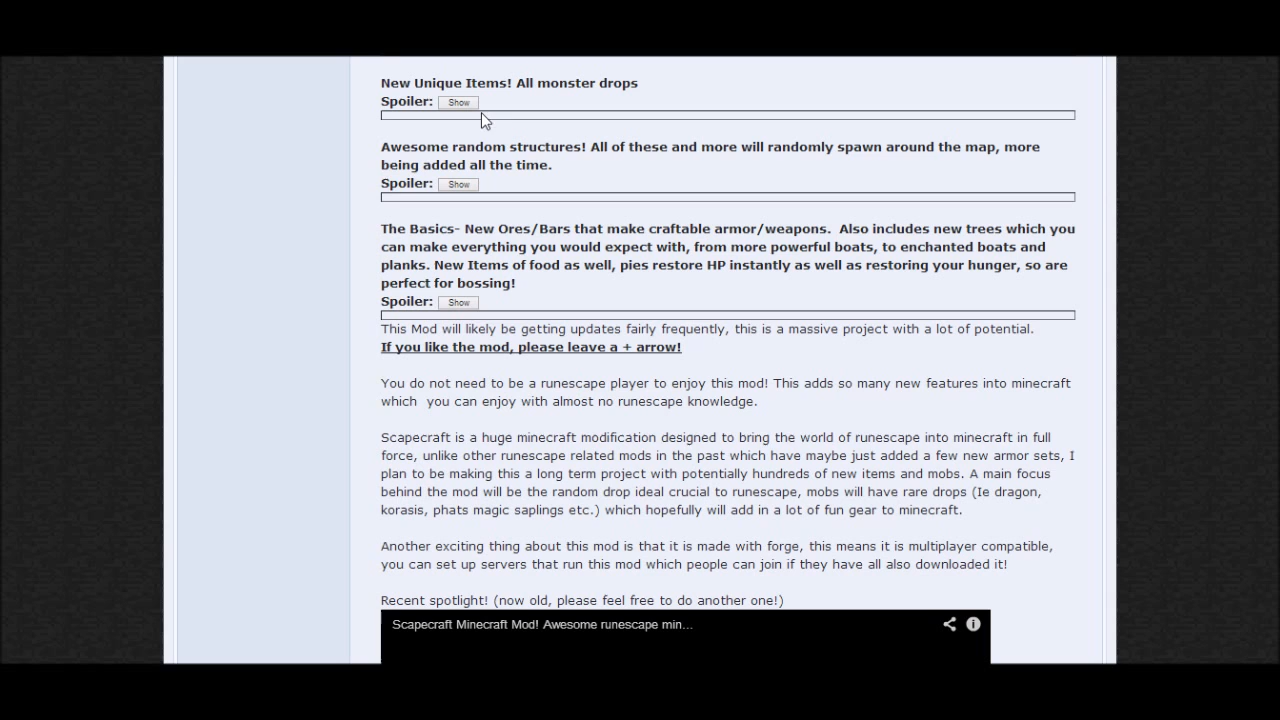 New Unique Items! All monster drops
Spoiler: Show
Awesome random structures! All of these and more will randomly spawn around the map, more
being added all the time.
Spoiler: Show
The Basics- New Ores/Bars that make craftable armor/weapons.  Also includes new trees which you
can make everything you would expect with, from more powerful boats, to enchanted boats and
planks. New Items of food as well, pies restore HP instantly as well as restoring your hunger, so are
perfect for bossing!
Spoiler: Show
This Mod will likely be getting updates fairly frequently, this is a massive project with a lot of potential.
If you like the mod, please leave a + arrow!
You do not need to be a runescape player to enjoy this mod! This adds so many new features into minecraft
which  you can enjoy with almost no runescape knowledge.
Scapecraft is a huge minecraft modification designed to bring the world of runescape into minecraft in full
force, unlike other runescape related mods in the past which have maybe just added a few new armor sets, I
plan to be making this a long term project with potentially hundreds of new items and mobs. A main focus
behind the mod will be the random drop ideal crucial to runescape, mobs will have rare drops (Ie dragon,
korasis, phats magic saplings etc.) which hopefully will add in a lot of fun gear to minecraft.
Another exciting thing about this mod is that it is made with forge, this means it is multiplayer compatible,
you can set up servers that run this mod which people can join if they have all also downloaded it!
Recent spotlight! (now old, please feel free to do another one!)
Scapecraft Minecraft Mod! Awesome runescape min...